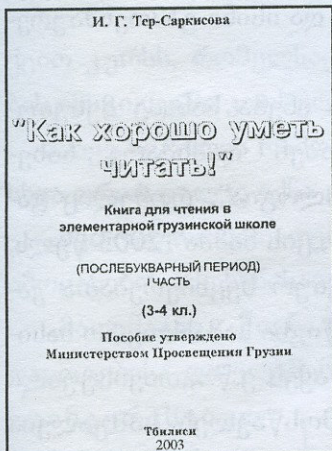 И. Г. Тер-Саркисова
"Как хорошо уметь
читать!"
Книга для чтения в
элементарной грузинской школе
(ПОСЛЕБУКВАРНЫЙ ПЕРИОД)
I ЧАСТЬ
(3-4 кл.)
Пособие утверждено
Министерством Просвещения Грузии
Тбилиси
2003